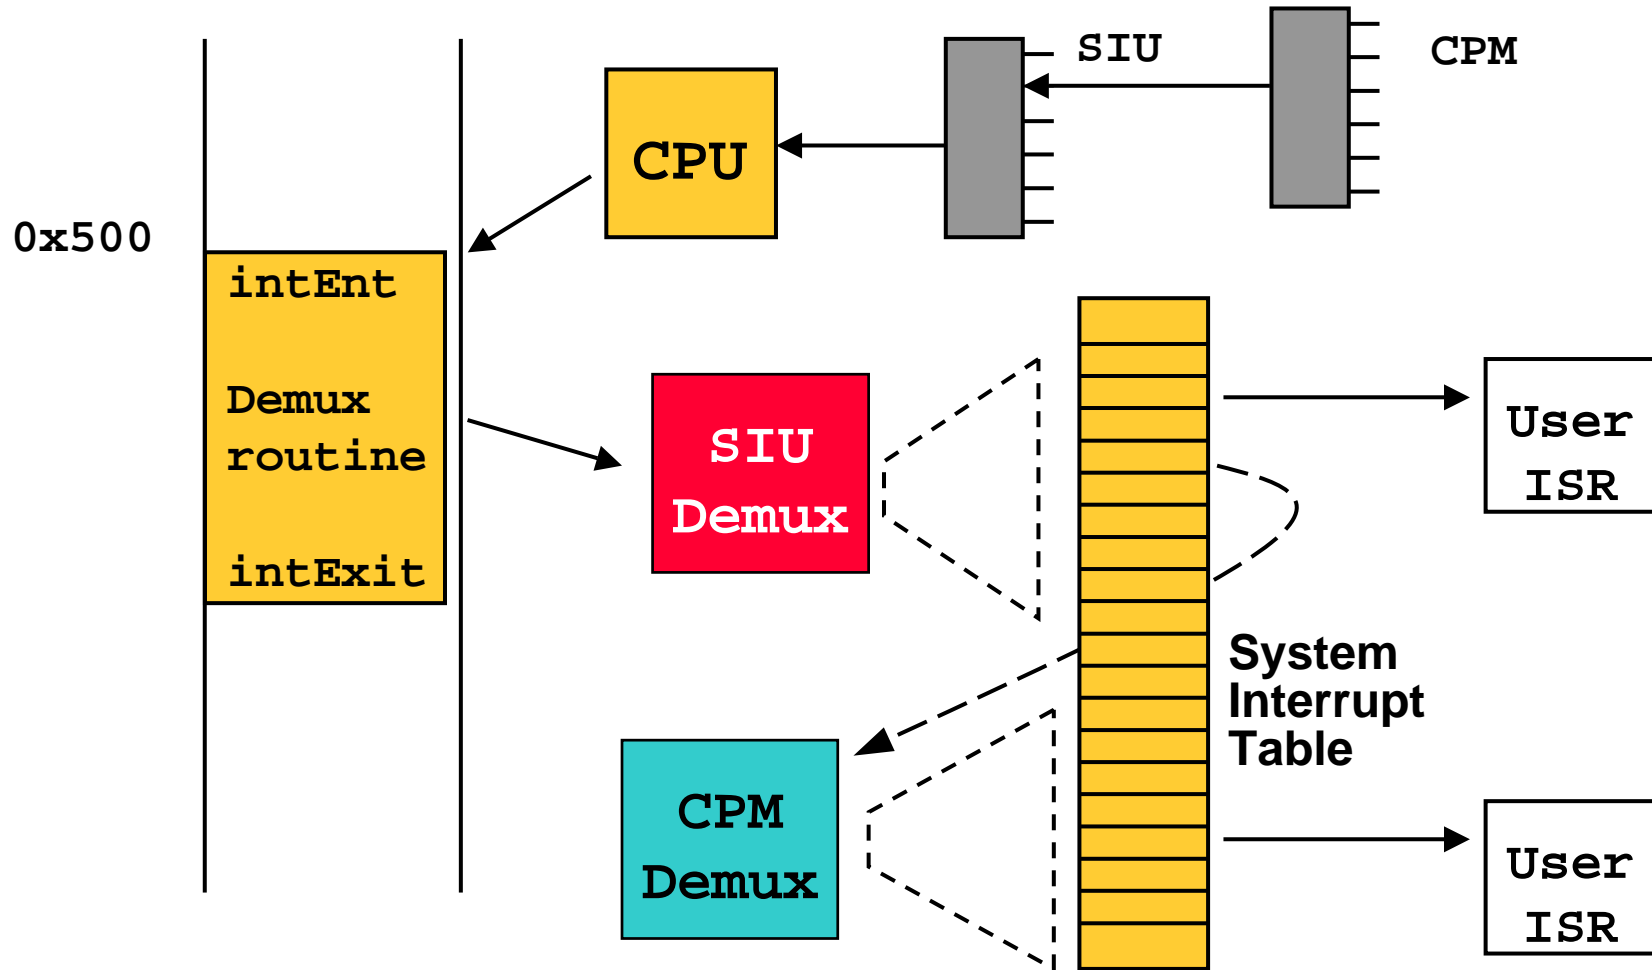 SIU
CPM
CPU
0x500
intEnt
Demux
routine
intExit
SIU
Demux
User
ISR
System
Interrupt
Table
CPM
Demux
User
ISR